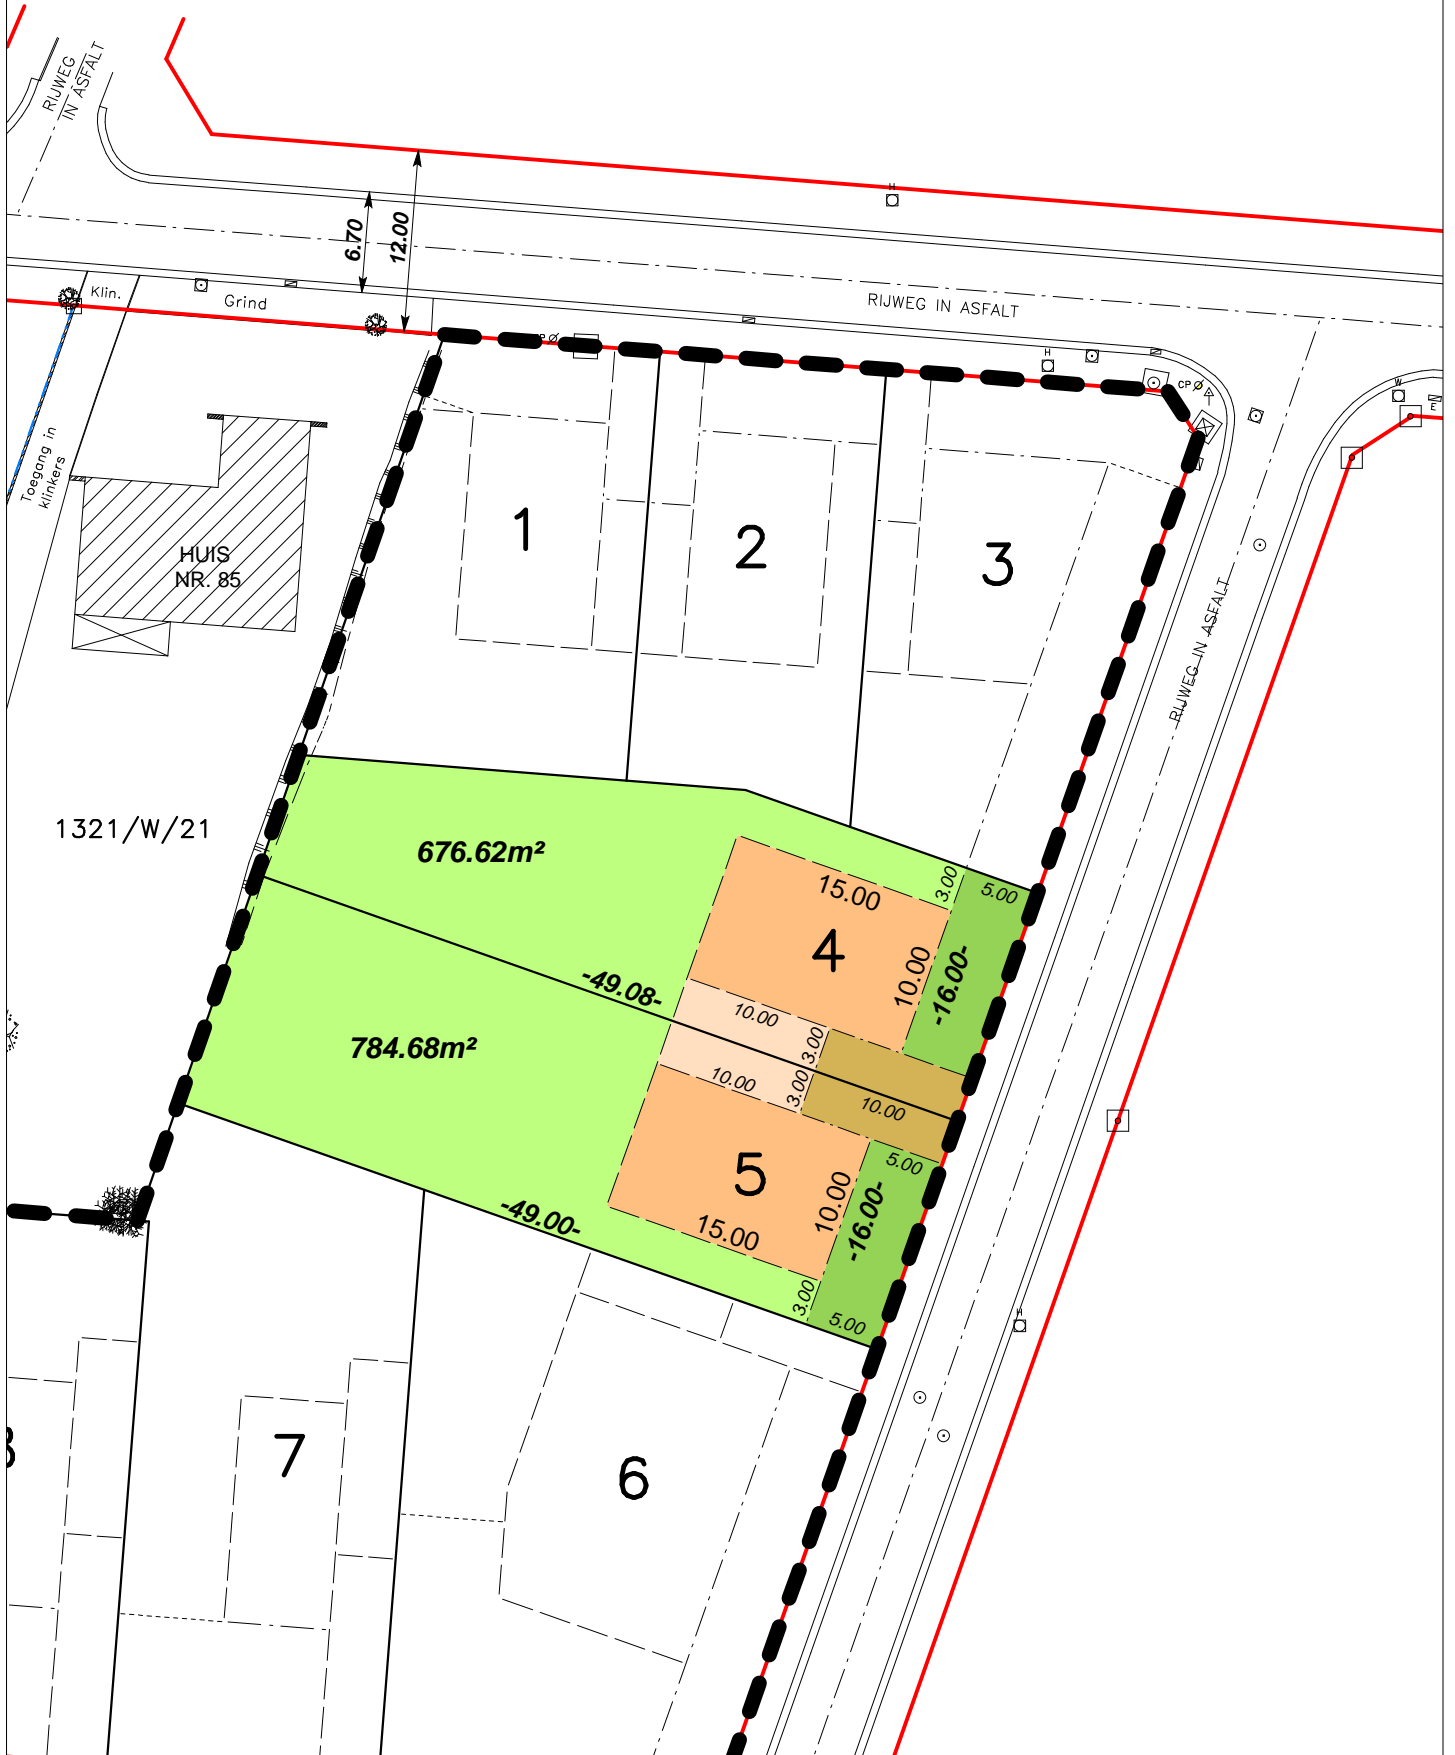 RIJWEG
IN ASFALT
6.70
12.00
H
RIJWEG IN ASFALT
Klin.
Grind
P
H
CP
W
E
Toegang in
klinkers
HUIS
NR. 85
1
2
3
RIJWEG IN ASFALT
1321/W/21
676.62m²
15.00
3.00
5.00
4
10.00
-16.00-
-49.08-
10.00
3.00
784.68m²
10.00
3.00
10.00
5
5.00
10.00
-16.00-
-49.00-
15.00
3.00
5.00
H
7
6